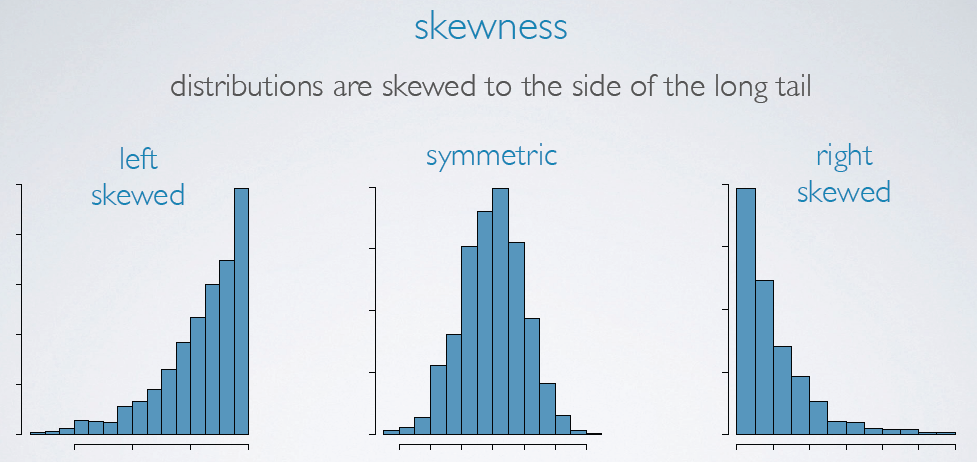 skewness
distributions are skewed to the side of the long tail
left
skewed
symmetric
right
skewed